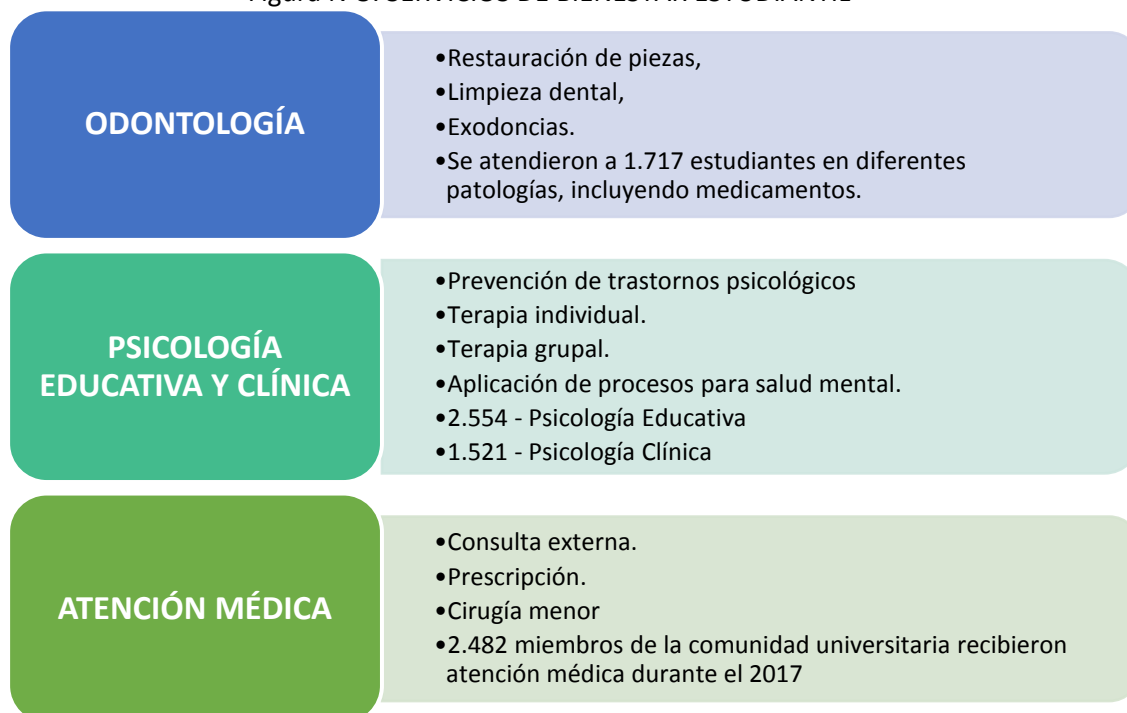 ODONTOLOGÍA
•Restauración de piezas,
•Limpieza dental,
•Exodoncias.
•Se atendieron a 1.717 estudiantes en diferentes
patologías, incluyendo medicamentos.
PSICOLOGÍA
EDUCATIVA Y CLÍNICA
•Prevención de trastornos psicológicos
•Terapia individual.
•Terapia grupal.
•Aplicación de procesos para salud mental.
•2.554 - Psicología Educativa
•1.521 - Psicología Clínica
ATENCIÓN MÉDICA
•Consulta externa.
•Prescripción.
•Cirugía menor
•2.482 miembros de la comunidad universitaria recibieron
atención médica durante el 2017